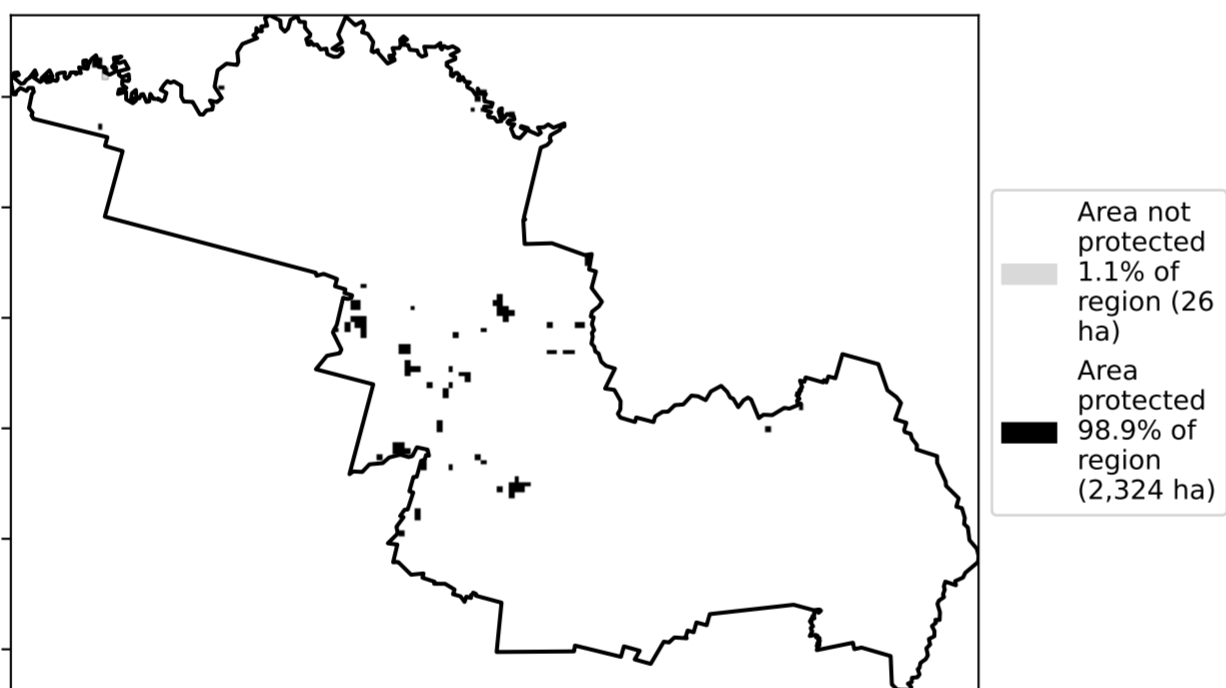 Area not
protected
1.1% of
region (26
ha)
Area
protected
98.9% of
region
(2,324 ha)